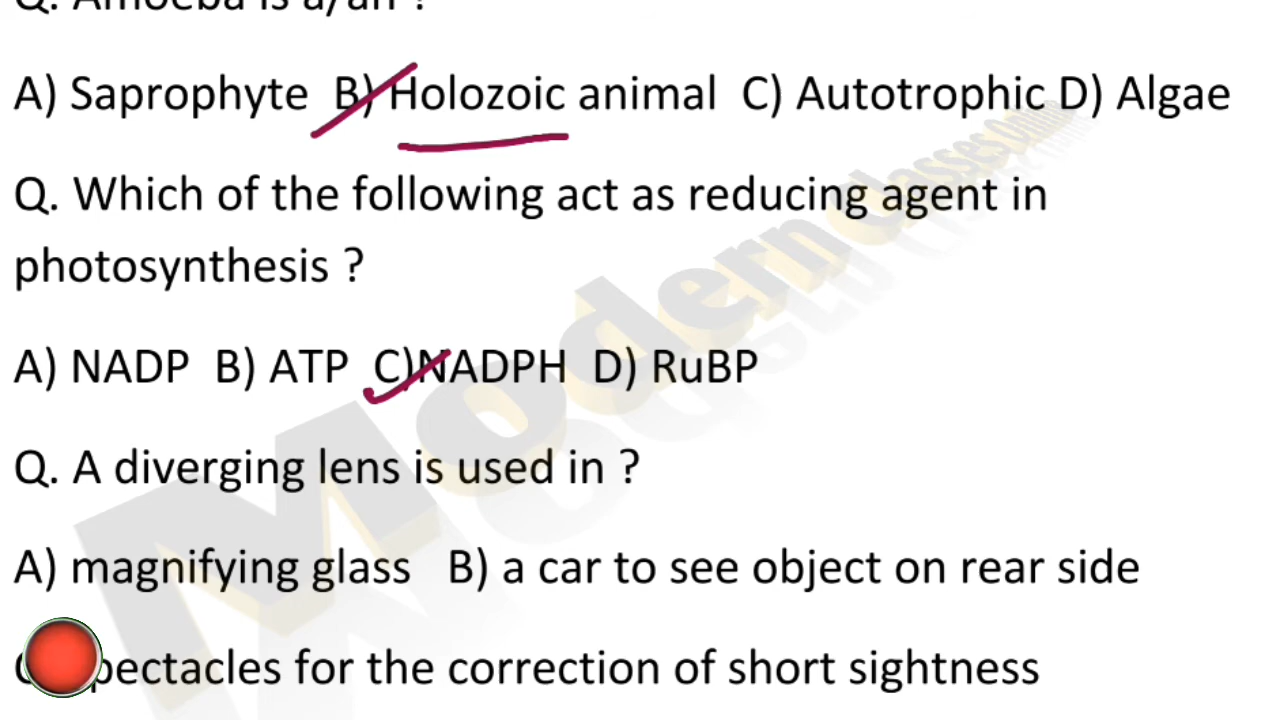 Q. Amoeba is a/an ?
A) Saprophyte B) Holozoic animal C) Autotrophic D) Algae
Q. Which of the following act as reducing agent in
photosynthesis ?
A) NADP B) ATP C)NADPH D) RuBP
Q. A diverging lens is used in ?
A) magnifying glass B) a car to see object on rear side
pectacles for the correction of short sightness
Modern classes Online